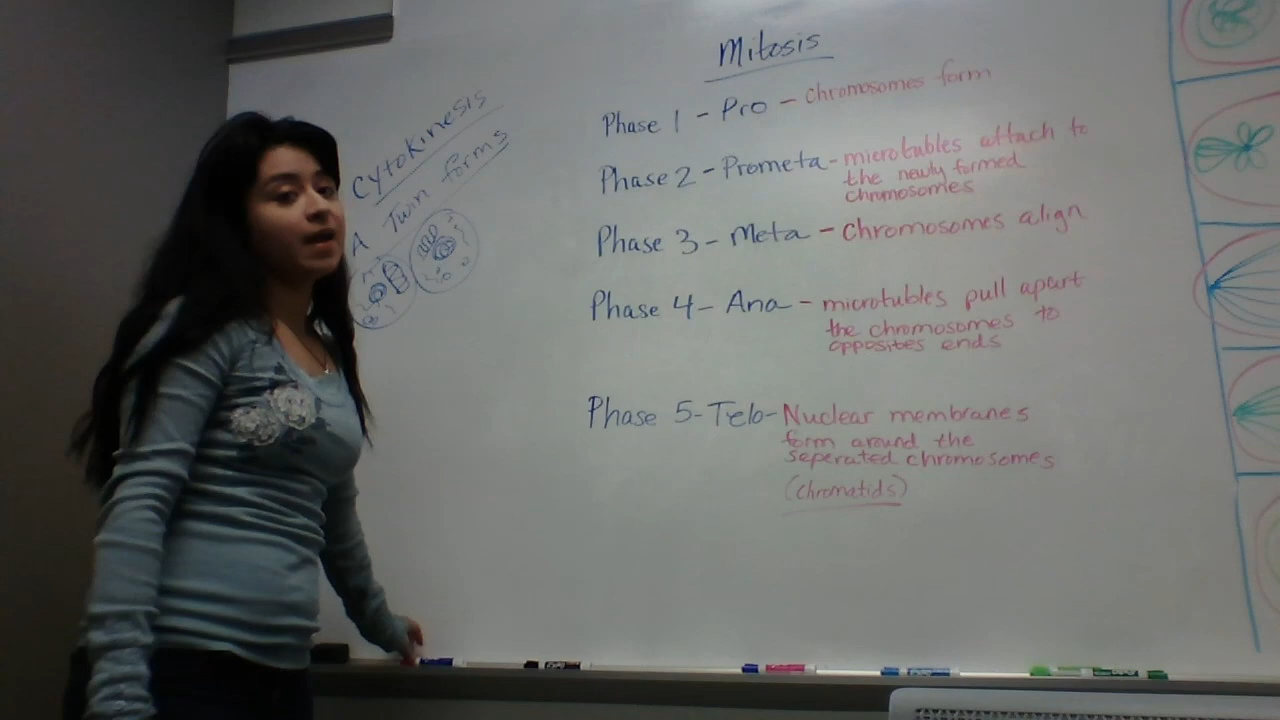 Mitosis
Phase 1 - Pro - chromosomes form
Phase 2 - Prometa - microtubles attach to
the newly formed
chromosomes
Phase 3 - Meta - chromosomes align
Phase 4 - Ana - microtubles pull apart
the chromosomes to
opposites ends
Phase 5 - Telo - Nuclear membranes
form around the
seperated chromosomes
(chromatids)
Cytokinesis
A Twin forms